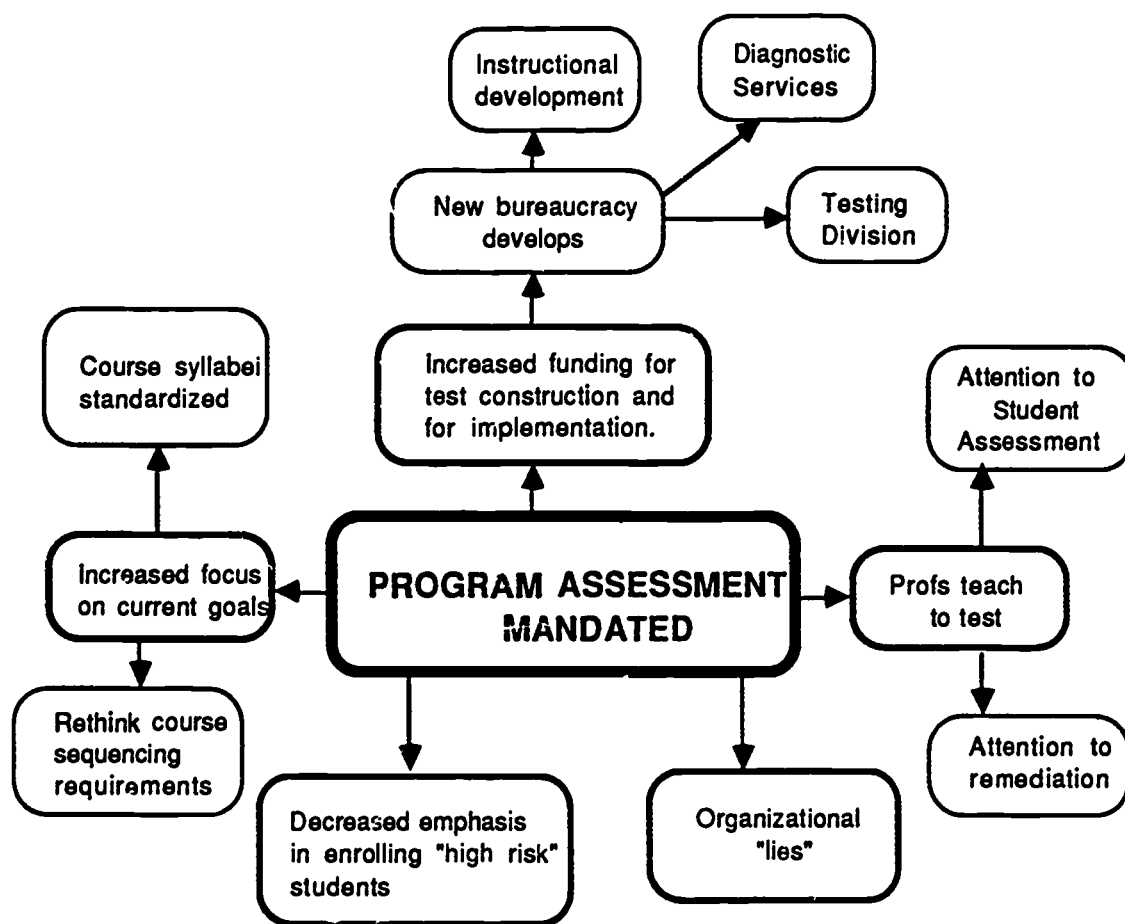 Instructional
development
Diagnostic
Services
New bureaucracy
develops
Testing
Division
Course syllabei
standardized
Increased funding for
test construction and
for implementation.
Attention to
Student
Assessment
Increased focus
on current goals
PROGRAM ASSESSMENT
MANDATED
Profs teach
to test
Rethink course
sequencing
requirements
Attention to
remediation
Decreased emphasis
in enrolling "high risk"
students
Organizational
"lies"